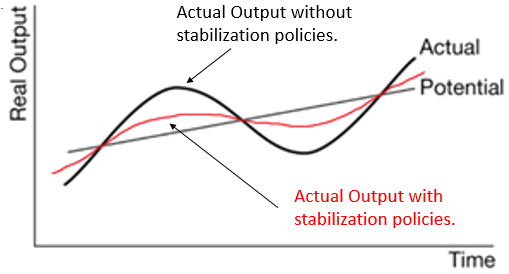 Actual Output without
stabilization policies.
Actual
Potential
Real Output
Actual Output with
stabilization policies.
Time